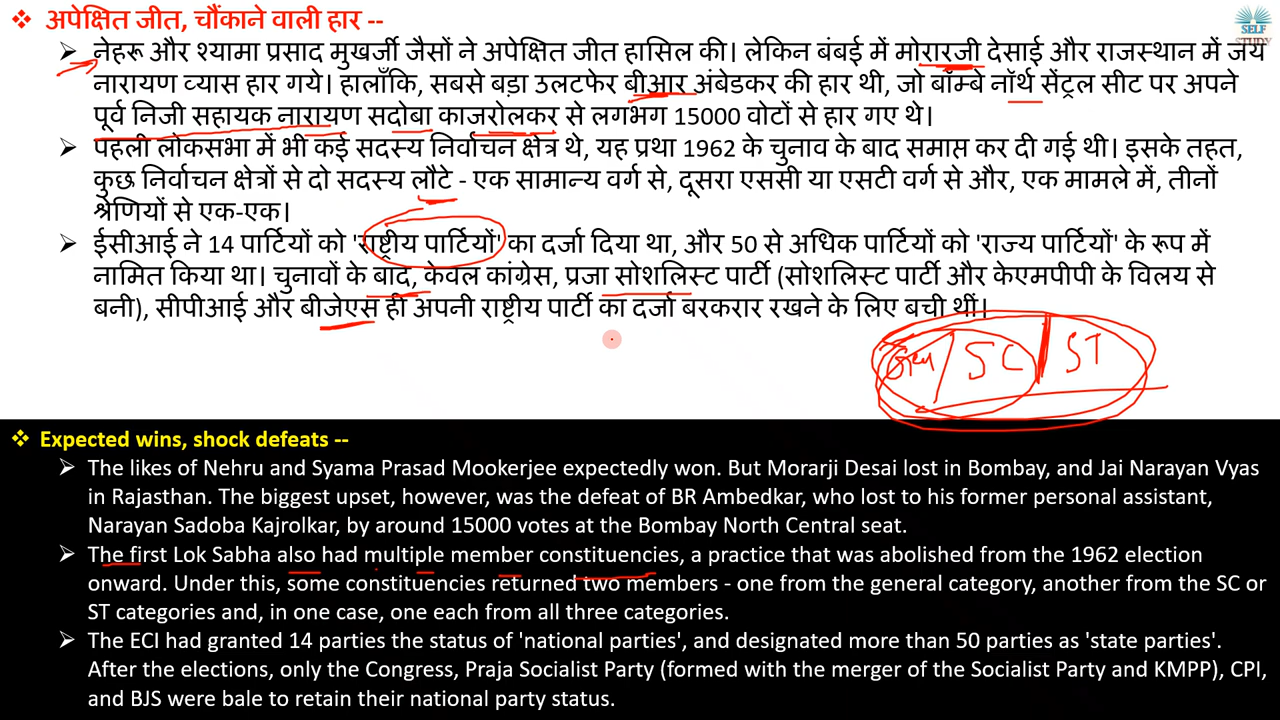 ❖ अपेक्षित जीत, चौंकाने वाली हार --
➢ नेहरू और श्यामा प्रसाद मुखर्जी जैसों ने अपेक्षित जीत हासिल की। लेकिन बंबई में मोरारजी देसाई और राजस्थान में जय
नारायण व्यास हार गये। हालाँकि, सबसे बड़ा उलटफेर बीआर अंबेडकर की हार थी, जो बॉम्बे नॉर्थ सेंट्रल सीट पर अपने
पूर्व निजी सहायक नारायण सदोबा काजरोलकर से लगभग 15000 वोटों से हार गए थे।
➢ पहली लोकसभा में भी कई सदस्य निर्वाचन क्षेत्र थे, यह प्रथा 1962 के चुनाव के बाद समाप्त कर दी गई थी। इसके तहत,
कुछ निर्वाचन क्षेत्रों से दो सदस्य लौटे - एक सामान्य वर्ग से, दूसरा एससी या एसटी वर्ग से और, एक मामले में, तीनों
श्रेणियों से एक-एक।
➢ ईसीआई ने 14 पार्टियों को 'राष्ट्रीय पार्टियों' का दर्जा दिया था, और 50 से अधिक पार्टियों को 'राज्य पार्टियों' के रूप में
नामित किया था। चुनावों के बाद, केवल कांग्रेस, प्रजा सोशलिस्ट पार्टी (सोशलिस्ट पार्टी और केएमपीपी के विलय से
बनी), सीपीआई और बीजेएस ही अपनी राष्ट्रीय पार्टी का दर्जा बरकरार रखने के लिए बची थीं।
SC ST
SELF
STUDY
❖ Expected wins, shock defeats --
➢ The likes of Nehru and Syama Prasad Mookerjee expectedly won. But Morarji Desai lost in Bombay, and Jai Narayan Vyas
in Rajasthan. The biggest upset, however, was the defeat of BR Ambedkar, who lost to his former personal assistant,
Narayan Sadoba Kajrolkar, by around 15000 votes at the Bombay North Central seat.
➢ The first Lok Sabha also had multiple member constituencies, a practice that was abolished from the 1962 election
onward. Under this, some constituencies returned two members - one from the general category, another from the SC or
ST categories and, in one case, one each from all three categories.
➢ The ECI had granted 14 parties the status of 'national parties', and designated more than 50 parties as 'state parties'.
After the elections, only the Congress, Praja Socialist Party (formed with the merger of the Socialist Party and KMPP), CPI,
and BJS were bale to retain their national party status.